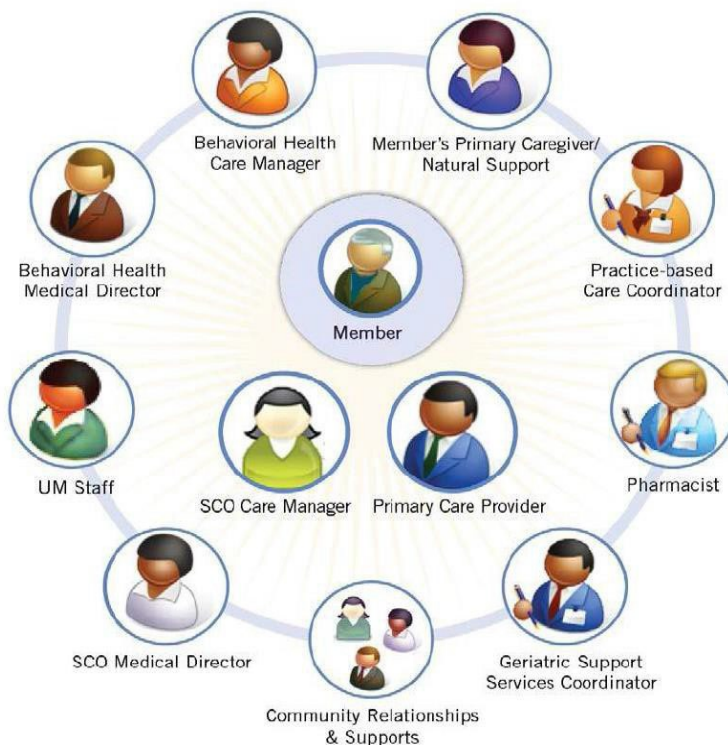 Behavioral Health
Care Manager
Member's Primary Caregiver/
Natural Support
Behavioral Health
Medical Director
Practice-based
Care Coordinator
Member
UM Staff
SCO Care Manager
Primary Care Provider
Pharmacist
SCO Medical Director
Geriatric Support
Services Coordinator
Community Relationships
& Supports